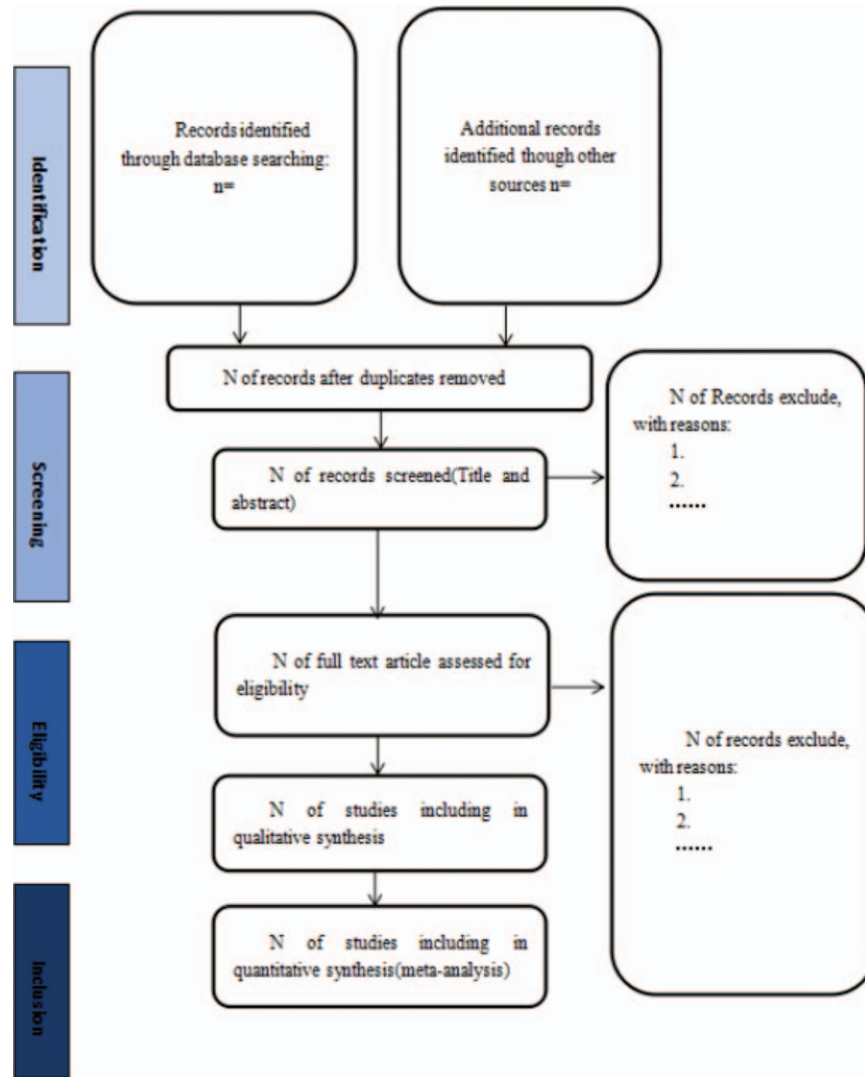 Identification
Records identified
through database searching:
n=
Additional records
identified though other
sources n=
N of records after duplicates removed
Screening
N of records screened(Title and
abstract)
N of Records exclude,
with reasons:
1.
2.
......
Eligibility
N of full text article assessed for
eligibility
N of records exclude,
with reasons:
1.
2.
......
N of studies including in
qualitative synthesis
Inclusion
N of studies including in
quantitative synthesis(meta-analysis)